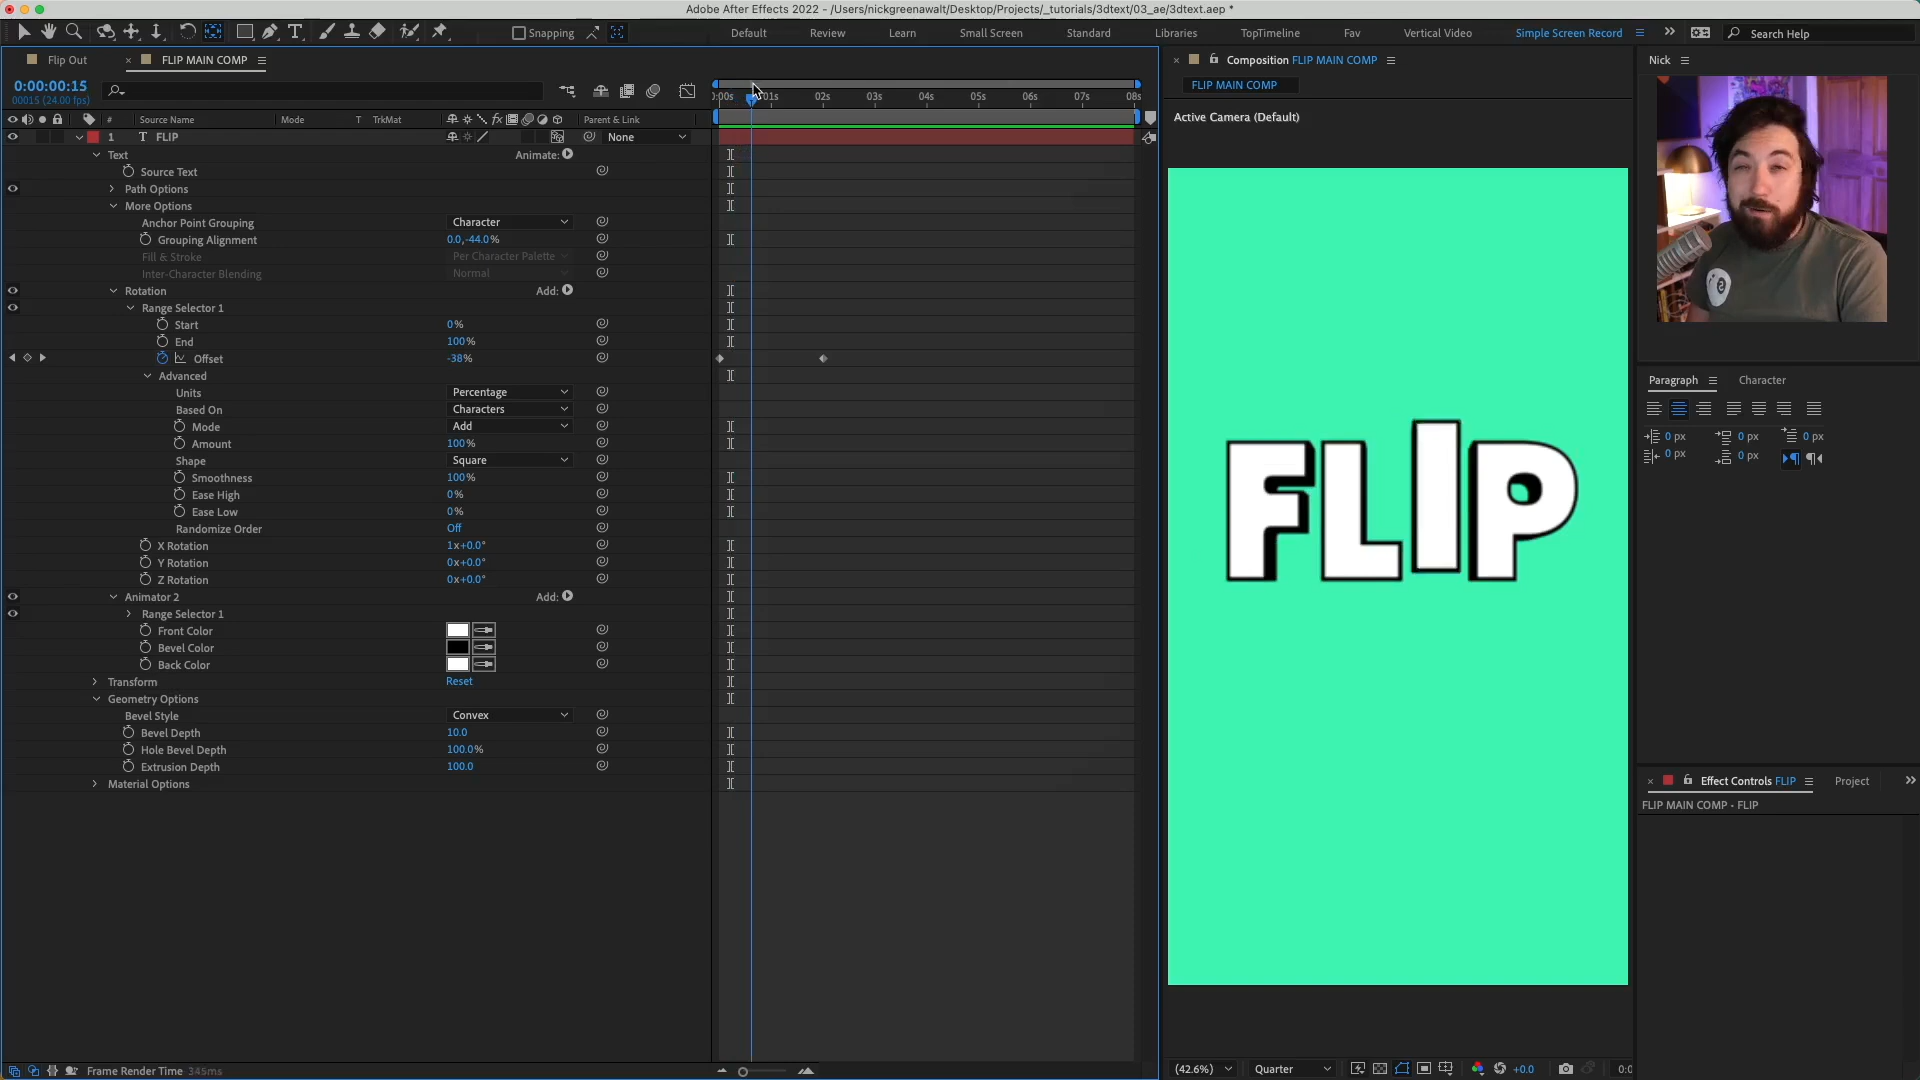 Adobe After Effects 2022 - /Users/nickgreenawalt/Desktop/Projects/_tutorials/3dtext/03_ae/3dtext.aep *
Snapping
Default Review Learn Small Screen Standard Libraries TopTimeline Fav Vertical Video Simple Screen Record Search Help
Flip Out × FLIP MAIN COMP
0:00:00:15
00015 (24.00 fps)
):00s 01s 02s 03s 04s 05s 06s 07s 08s
# Source Name Mode T TrkMat fx Parent & Link
1 T FLIP None
Text Animate:
Source Text
Path Options
More Options
Anchor Point Grouping Character
Grouping Alignment 0.0,-44.0%
Fill & Stroke Per Character Palette
Inter-Character Blending Normal
Rotation Add:
Range Selector 1
Start 0%
End 100%
Offset -38%
Advanced
Units Percentage
Based On Characters
Mode Add
Amount 100%
Shape Square
Smoothness 100%
Ease High 0%
Ease Low 0%
Randomize Order Off
X Rotation 1x+0.0°
Y Rotation 0x+0.0°
Z Rotation 0x+0.0°
Animator 2 Add:
Range Selector 1
Front Color
Bevel Color
Back Color
Transform Reset
Geometry Options
Bevel Style Convex
Bevel Depth 10.0
Hole Bevel Depth 100.0%
Extrusion Depth 100.0
Material Options
Frame Render Time 345ms
× Composition FLIP MAIN COMP
FLIP MAIN COMP
Active Camera (Default)
FLIP
(42.6%) Quarter +0.0 0:0
Nick
Paragraph Character
0 px 0 px 0 px
0 px 0 px
× Effect Controls FLIP Project
FLIP MAIN COMP • FLIP